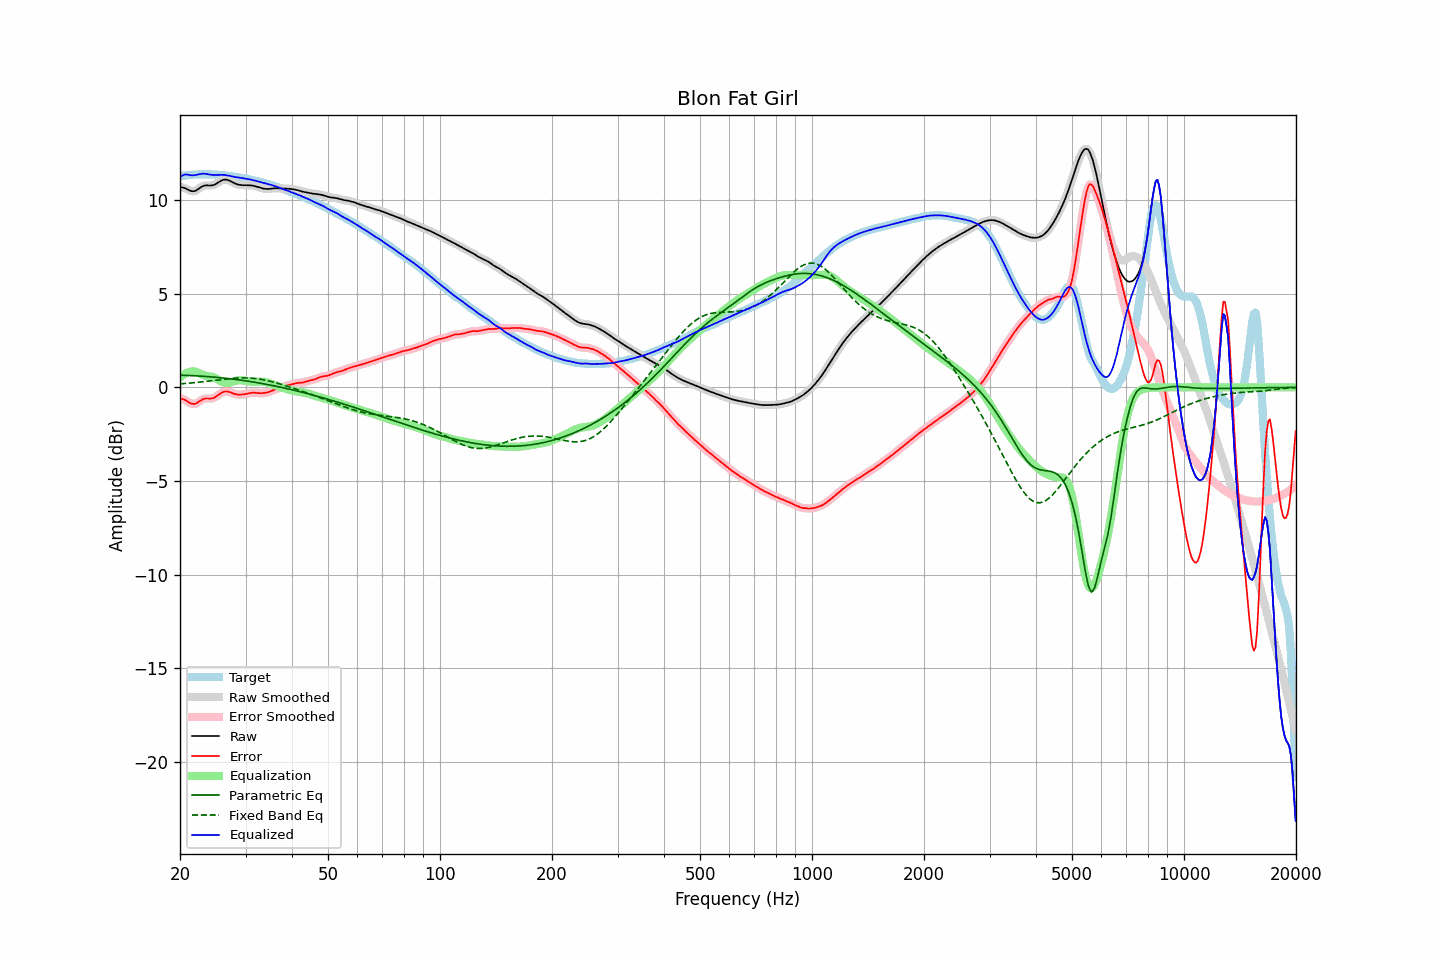 Blon Fat Girl
Amplitude (dBr)
10
5
0
−5
−10
−15
−20
Target
Raw Smoothed
Error Smoothed
Raw
Error
Equalization
Parametric Eq
Fixed Band Eq
Equalized
20 50 100 200 500 1000 2000 5000 10000 20000
Frequency (Hz)